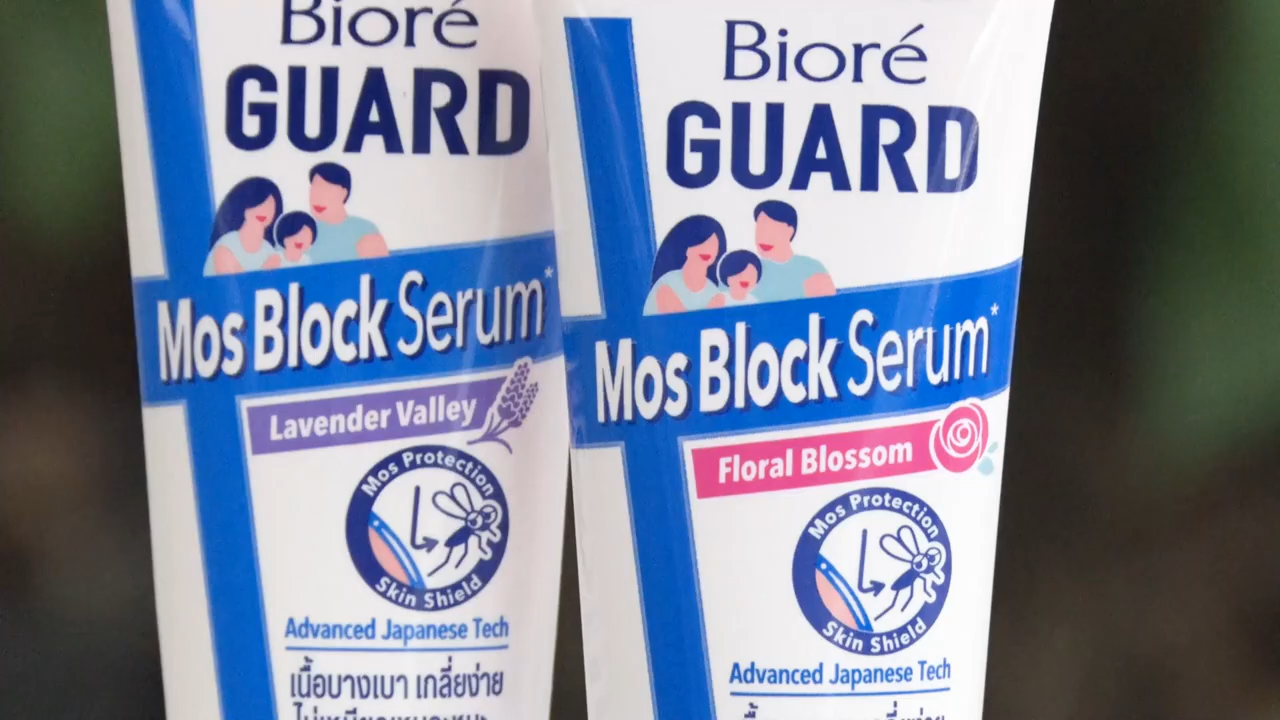 Bioré
GUARD
Mos Block Serum*
Lavender Valley
Mos Protection
Skin Shield
Advanced Japanese Tech
เนื้อบางเบา เกลี่ยง่าย
Bioré
GUARD
Mos Block Serum*
Floral Blossom
Mos Protection
Skin Shield
Advanced Japanese Tech